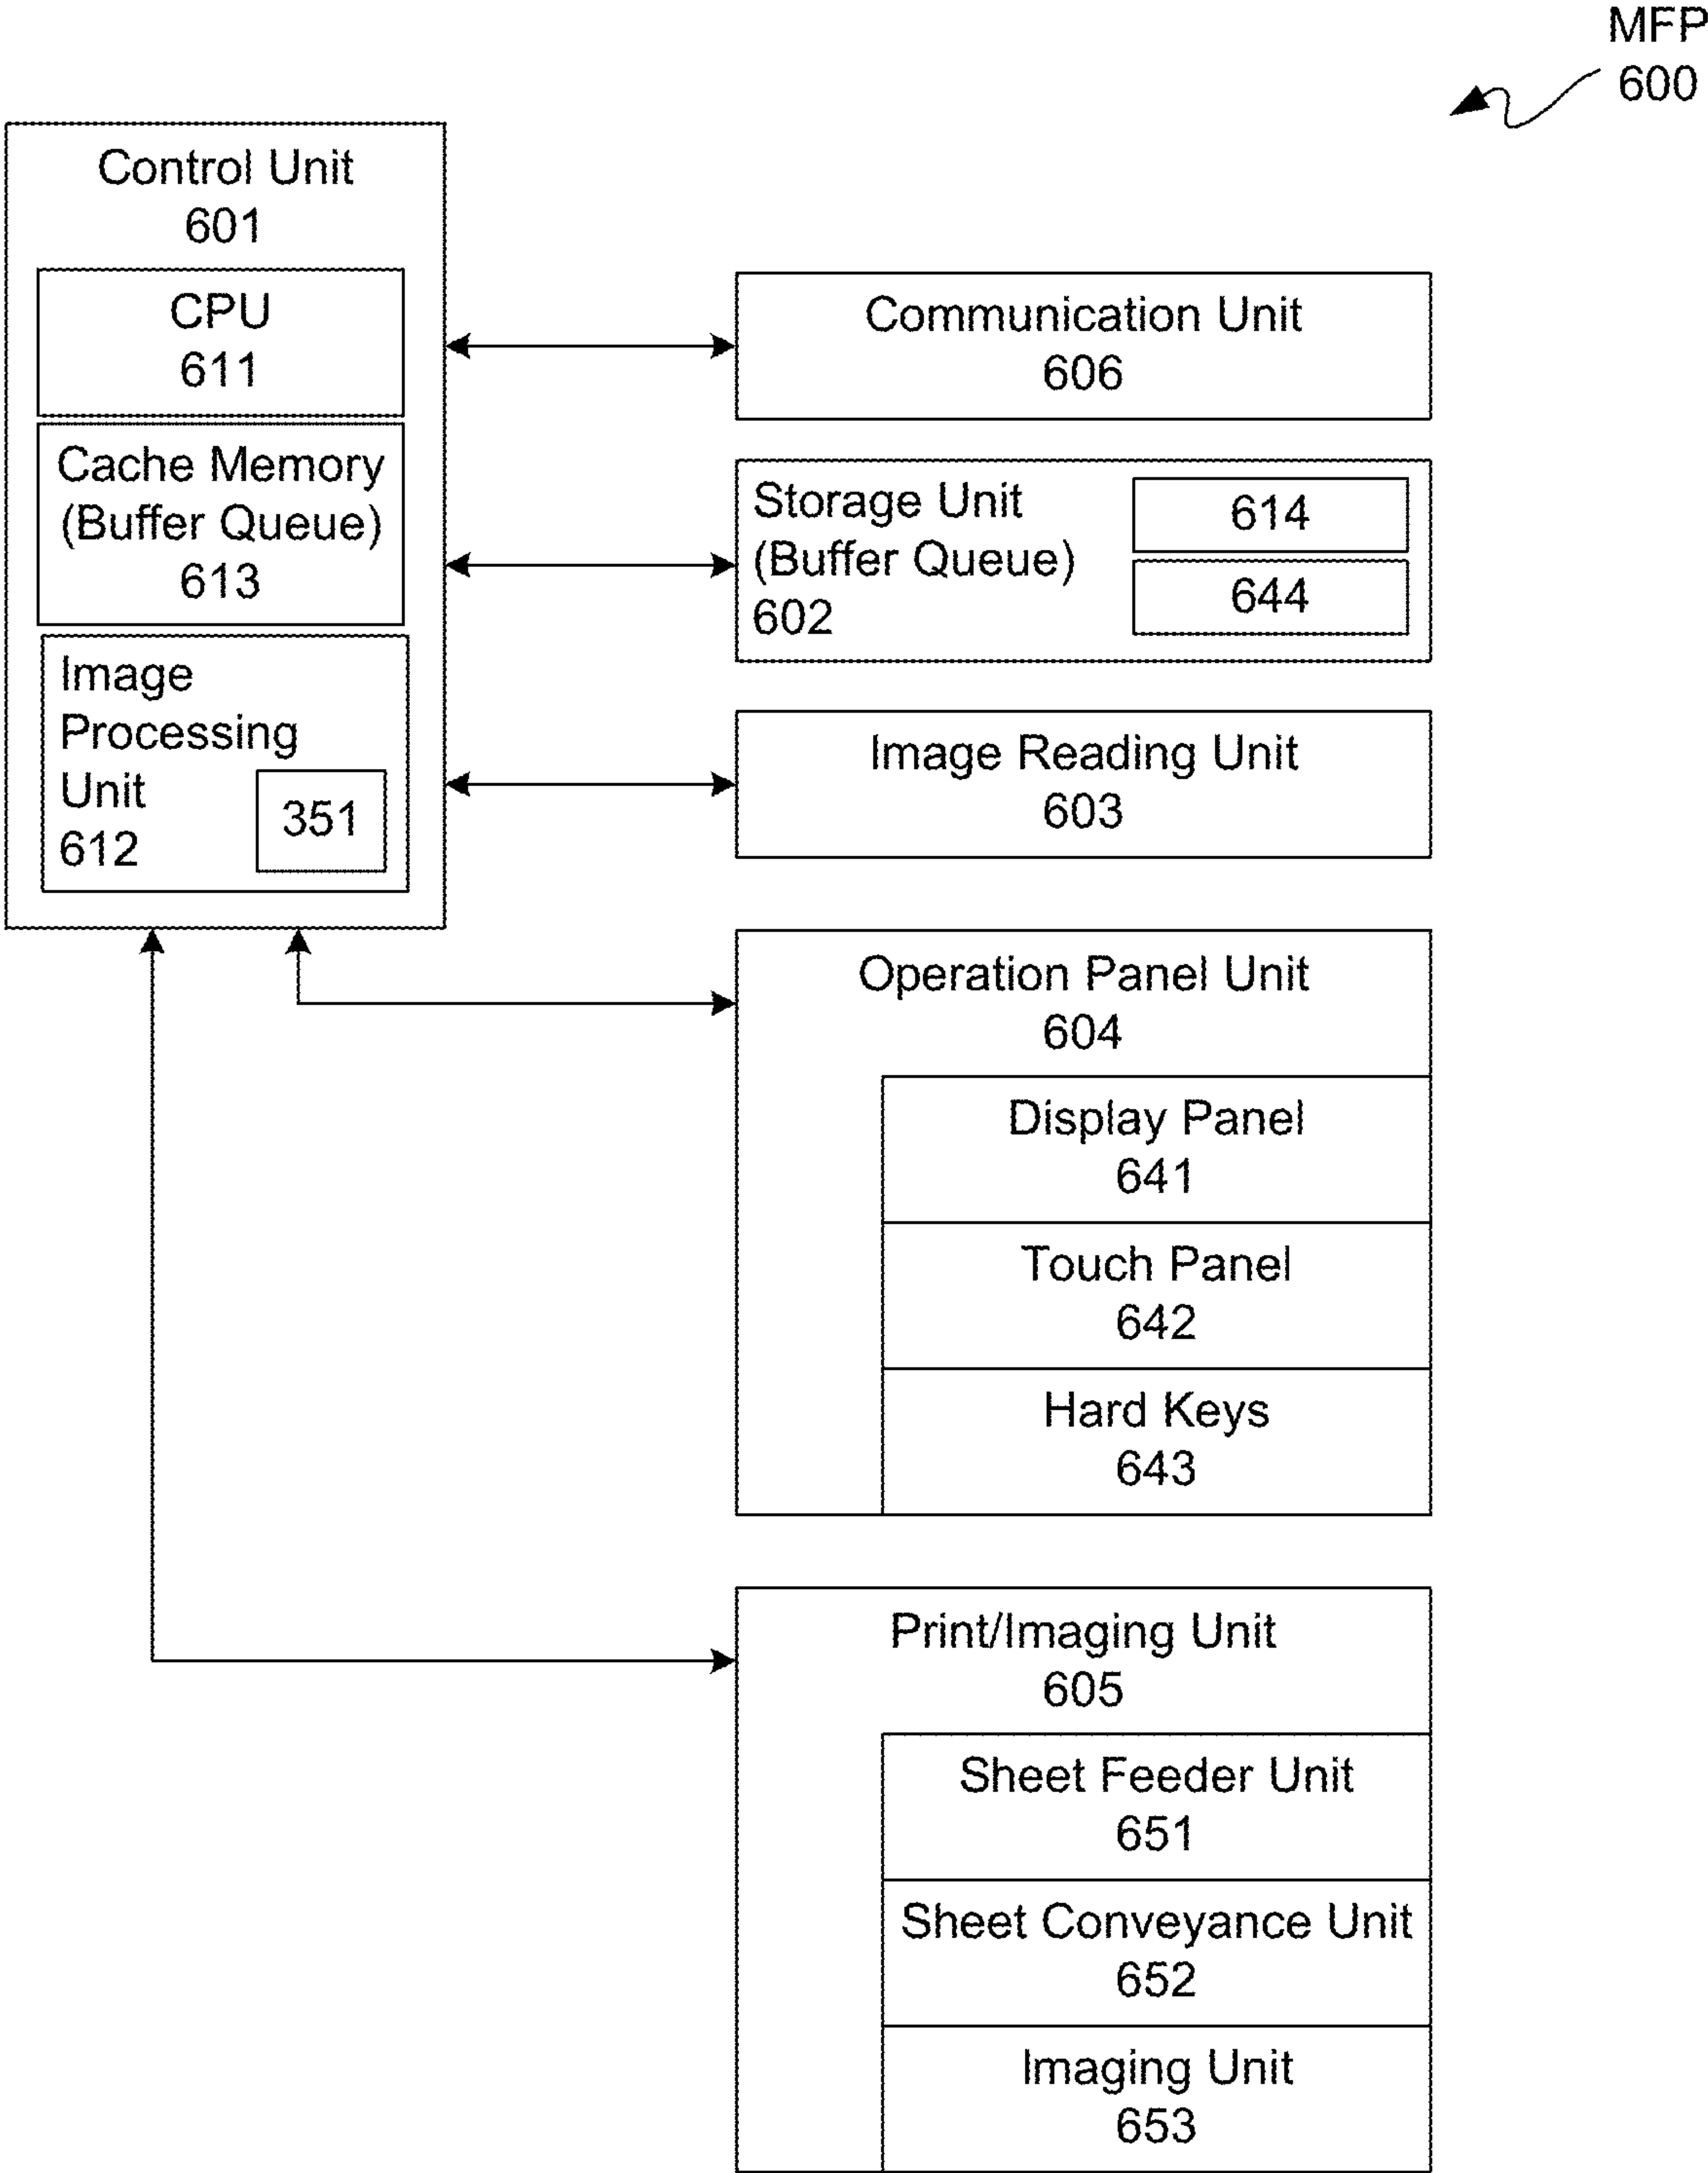 MFP
600
Control Unit
601
CPU
611
Cache Memory
(Buffer Queue)
613
Image
Processing
Unit
612
351
Communication Unit
606
Storage Unit
(Buffer Queue)
602
614
644
Image Reading Unit
603
Operation Panel Unit
604
Display Panel
641
Touch Panel
642
Hard Keys
643
Print/Imaging Unit
605
Sheet Feeder Unit
651
Sheet Conveyance Unit
652
Imaging Unit
653